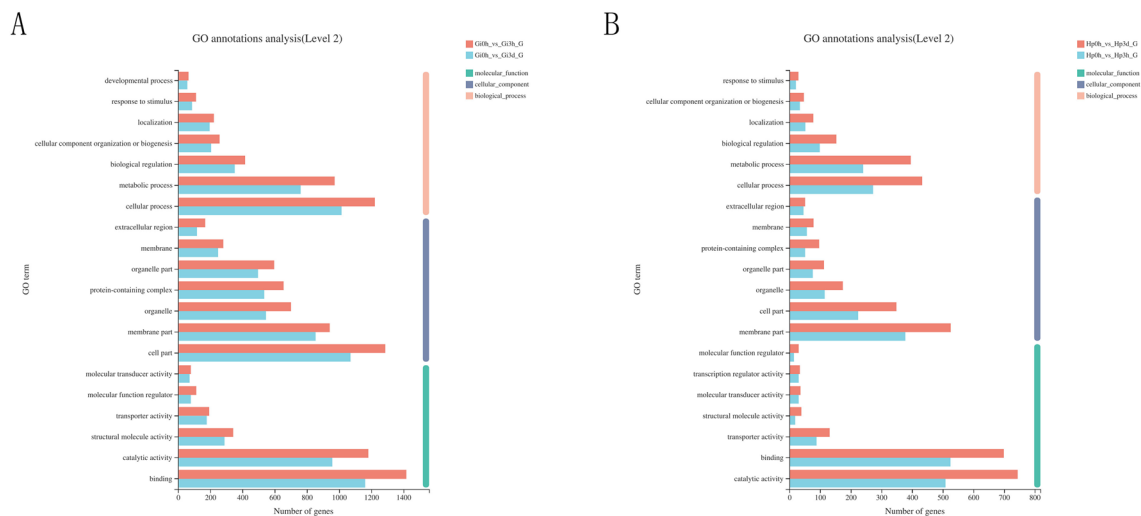 A
GO annotations analysis(Level 2)
Gi0h_vs_Gi3h_G
Gi0h_vs_Gi3d_G
molecular_function
cellular_component
biological_process
GO term
developmental process
response to stimulus
localization
cellular component organization or biogenesis
biological regulation
metabolic process
cellular process
extracellular region
membrane
organelle part
protein-containing complex
organelle
membrane part
cell part
molecular transducer activity
molecular function regulator
transporter activity
structural molecule activity
catalytic activity
binding
0 200 400 600 800 1000 1200 1400
Number of genes
B
GO annotations analysis(Level 2)
Hp0h_vs_Hp3d_G
Hp0h_vs_Hp3h_G
molecular_function
cellular_component
biological_process
GO term
response to stimulus
cellular component organization or biogenesis
localization
biological regulation
metabolic process
cellular process
extracellular region
membrane
protein-containing complex
organelle part
organelle
cell part
membrane part
molecular function regulator
transcription regulator activity
molecular transducer activity
structural molecule activity
transporter activity
binding
catalytic activity
0 100 200 300 400 500 600 700 800
Number of genes